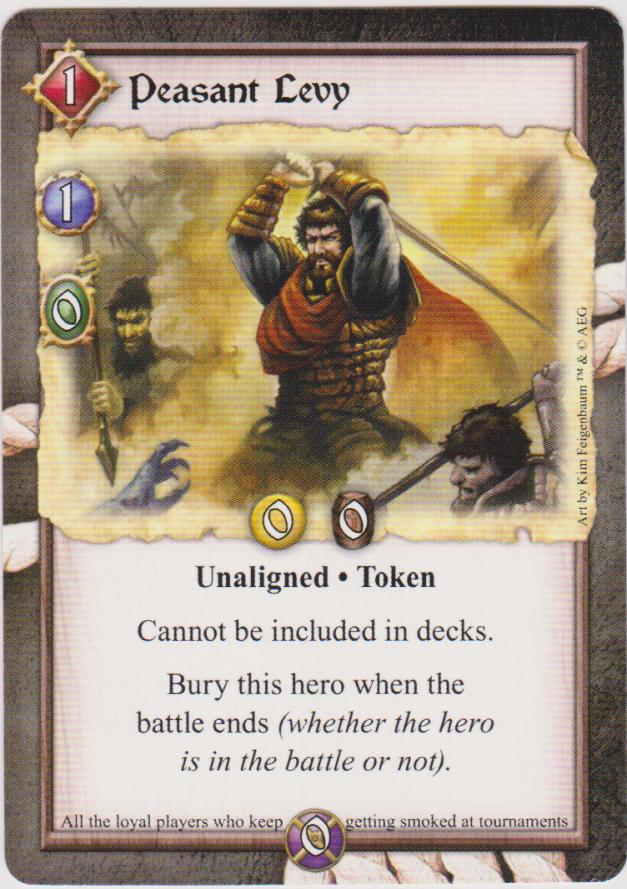 1
Peasant Levy
1
0
Art by Kim Feigenbaum ™ & © AEG
0
0
Unaligned • Token
Cannot be included in decks.
Bury this hero when the
battle ends (whether the hero
is in the battle or not).
All the loyal players who keep getting smoked at tournaments
0